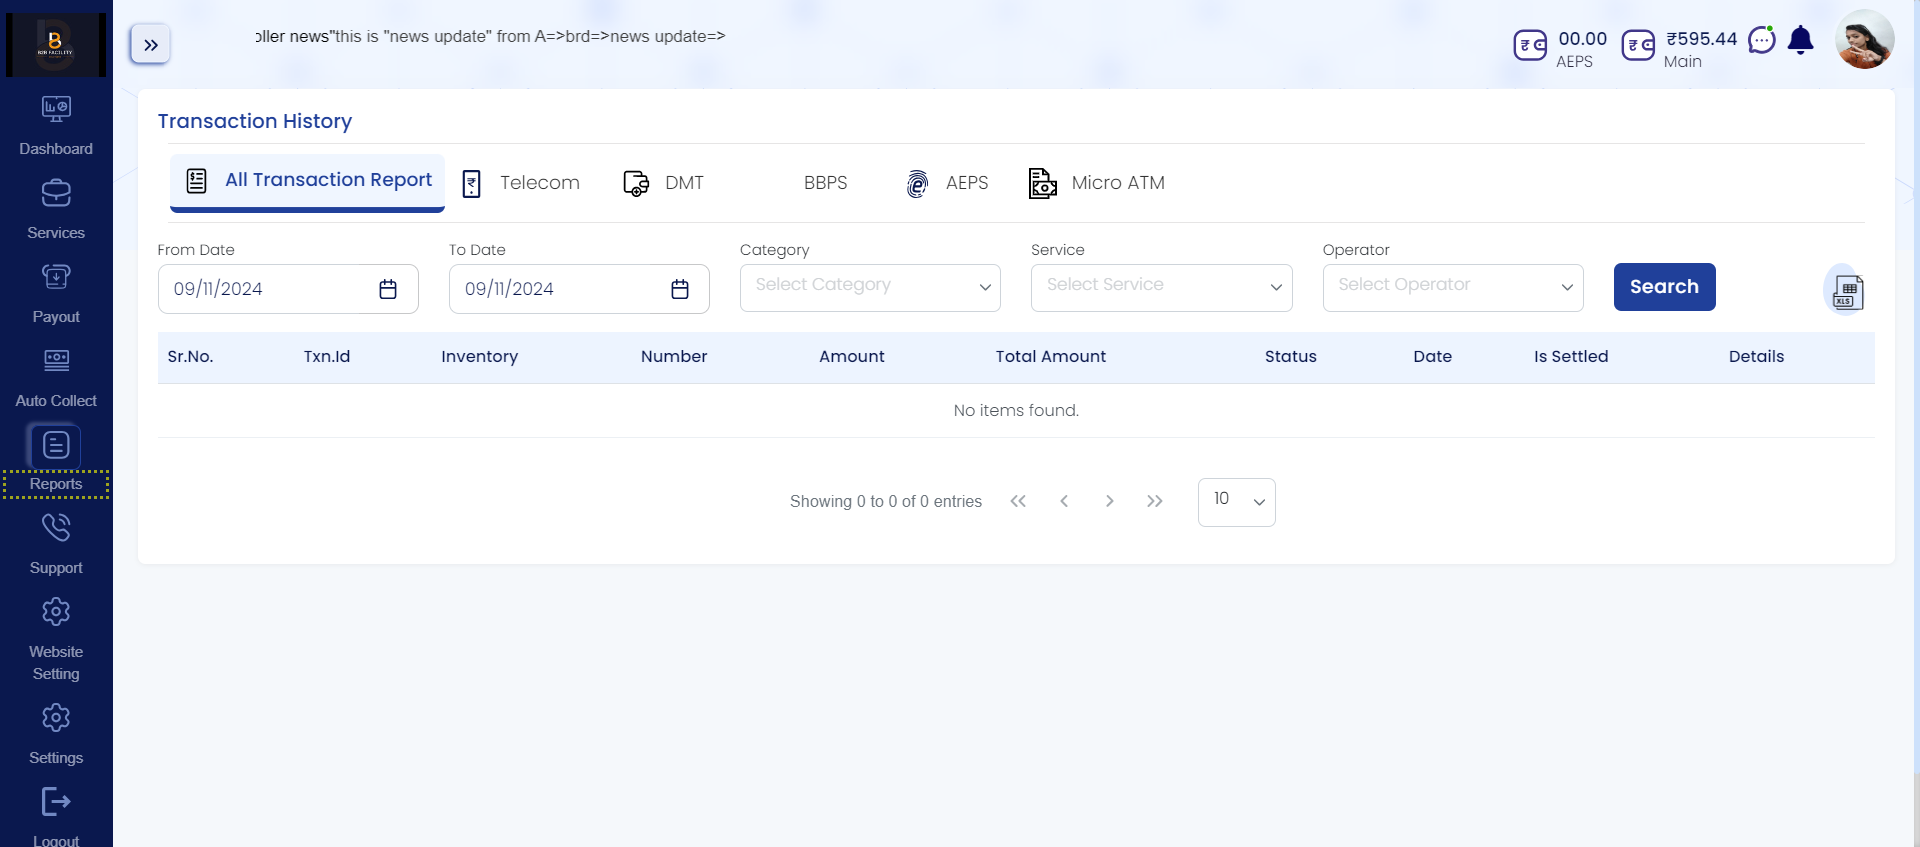 B2B FACILITY
oller news"this is "news update" from A=>brd=>news update=>
00.00
AEPS
₹595.44
Main
Dashboard
Services
Payout
Auto Collect
Reports
Support
Website
Setting
Settings
Logout
Transaction History
All Transaction Report
Telecom
DMT
BBPS
AEPS
Micro ATM
From Date
To Date
Category
Service
Operator
09/11/2024
09/11/2024
Select Category
Select Service
Select Operator
Search
XLS
Sr.No. Txn.Id Inventory Number Amount Total Amount Status Date Is Settled Details
No items found.
Showing 0 to 0 of 0 entries
10